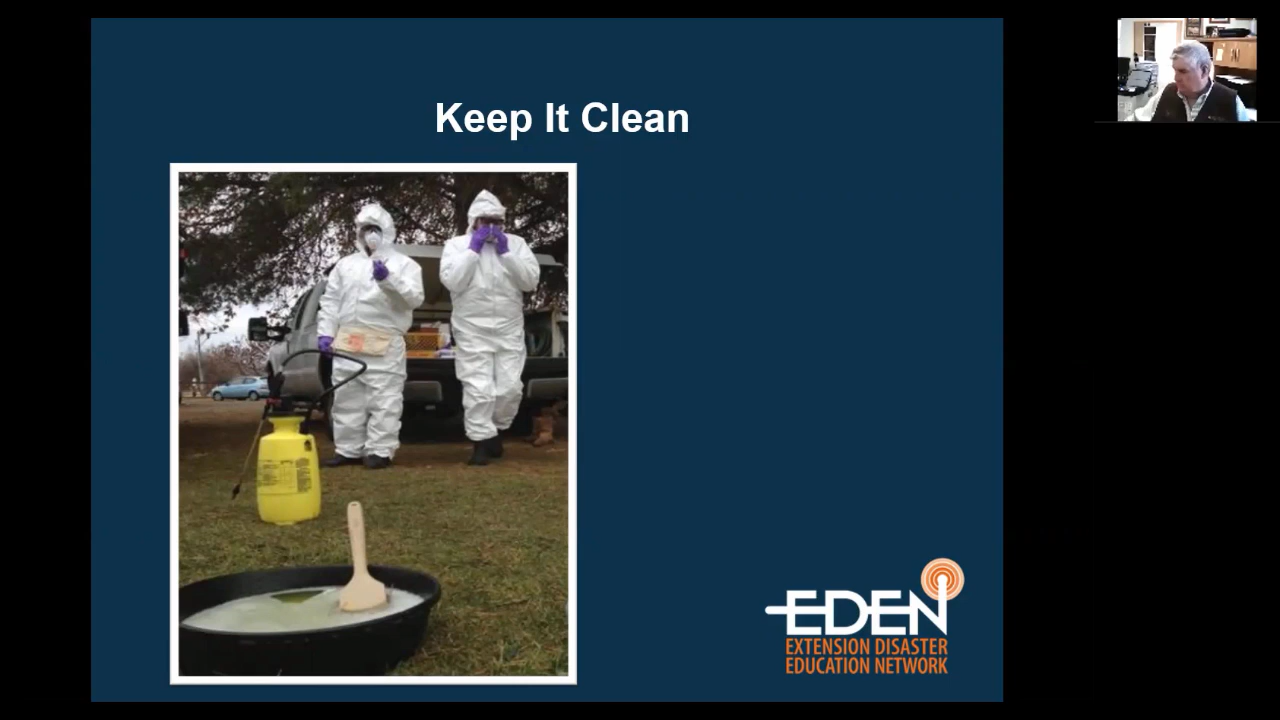 Keep It Clean
EDEN
EXTENSION DISASTER
EDUCATION NETWORK